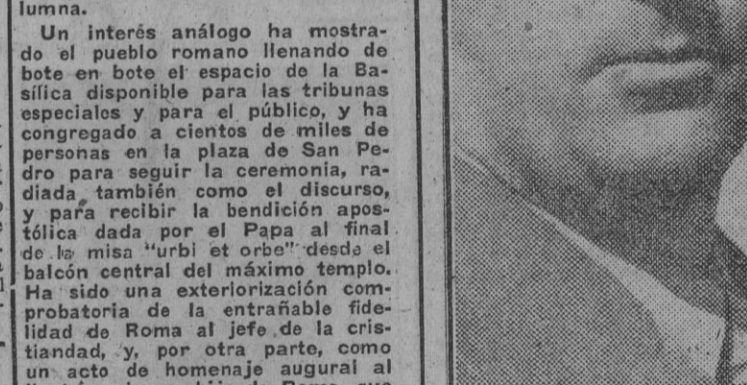 lumna.
Un interés análogo ha mostra-
do el pueblo romano llenando de
bote en bote el espacio de la Ba-
sílica disponible para las tribunas
especiales y para el público, y ha
congregado a cientos de miles de
personas en la plaza de San Pe-
dro para seguir la ceremonia, ra-
diada también como el discurso,
y para recibir la bendición apos-
tólica dada por el Papa al final
de la misa "urbi et orbe" desde el
balcón central del máximo templo.
Ha sido una exteriorización com-
probatoria de la entrañable fide-
lidad de Roma al jefe de la cris-
tiandad, y, por otra parte, como
un acto de homenaje augural al